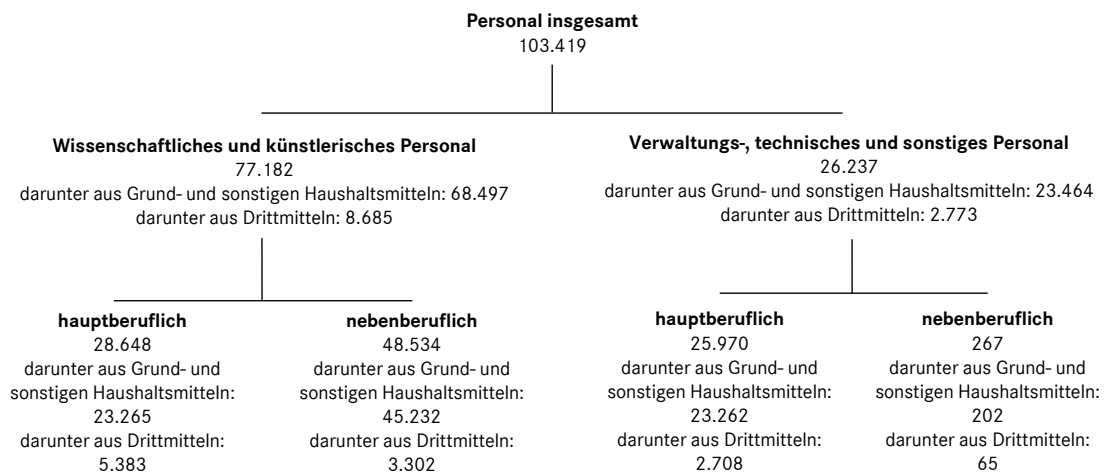 Personal insgesamt
103.419
Wissenschaftliches und künstlerisches Personal
77.182
darunter aus Grund- und sonstigen Haushaltsmitteln: 68.497
darunter aus Drittmitteln: 8.685
Verwaltungs-, technisches und sonstiges Personal
26.237
darunter aus Grund- und sonstigen Haushaltsmitteln: 23.464
darunter aus Drittmitteln: 2.773
hauptberuflich
28.648
darunter aus Grund- und
sonstigen Haushaltsmitteln:
23.265
darunter aus Drittmitteln:
5.383
nebenberuflich
48.534
darunter aus Grund- und
sonstigen Haushaltsmitteln:
45.232
darunter aus Drittmitteln:
3.302
hauptberuflich
25.970
darunter aus Grund- und
sonstigen Haushaltsmitteln:
23.262
darunter aus Drittmitteln:
2.708
nebenberuflich
267
darunter aus Grund- und
sonstigen Haushaltsmitteln:
202
darunter aus Drittmitteln:
65